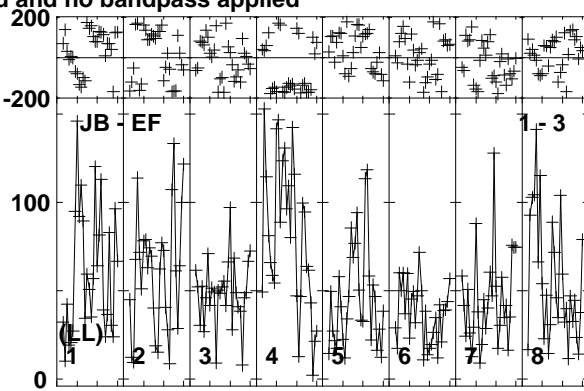 d and no bandpass applied
200
-200
JB - EF
1 - 3
100
(LL)
1 2 3 4 5 6 7 8
0